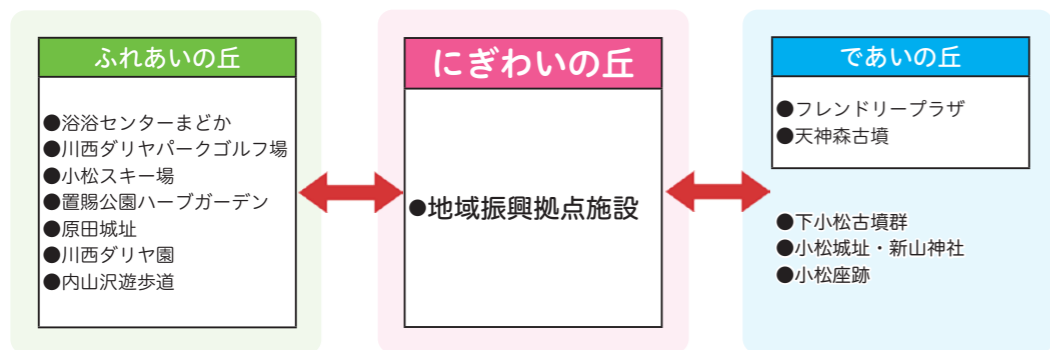 ふれあいの丘
●浴浴センターまどか
●川西ダリヤパークゴルフ場
●小松スキー場
●置賜公園ハーブガーデン
●原田城址
●川西ダリヤ園
●内山沢遊歩道
にぎわいの丘
●地域振興拠点施設
であいの丘
●フレンドリープラザ
●天神森古墳
●下小松古墳群
●小松城址・新山神社
●小松座跡